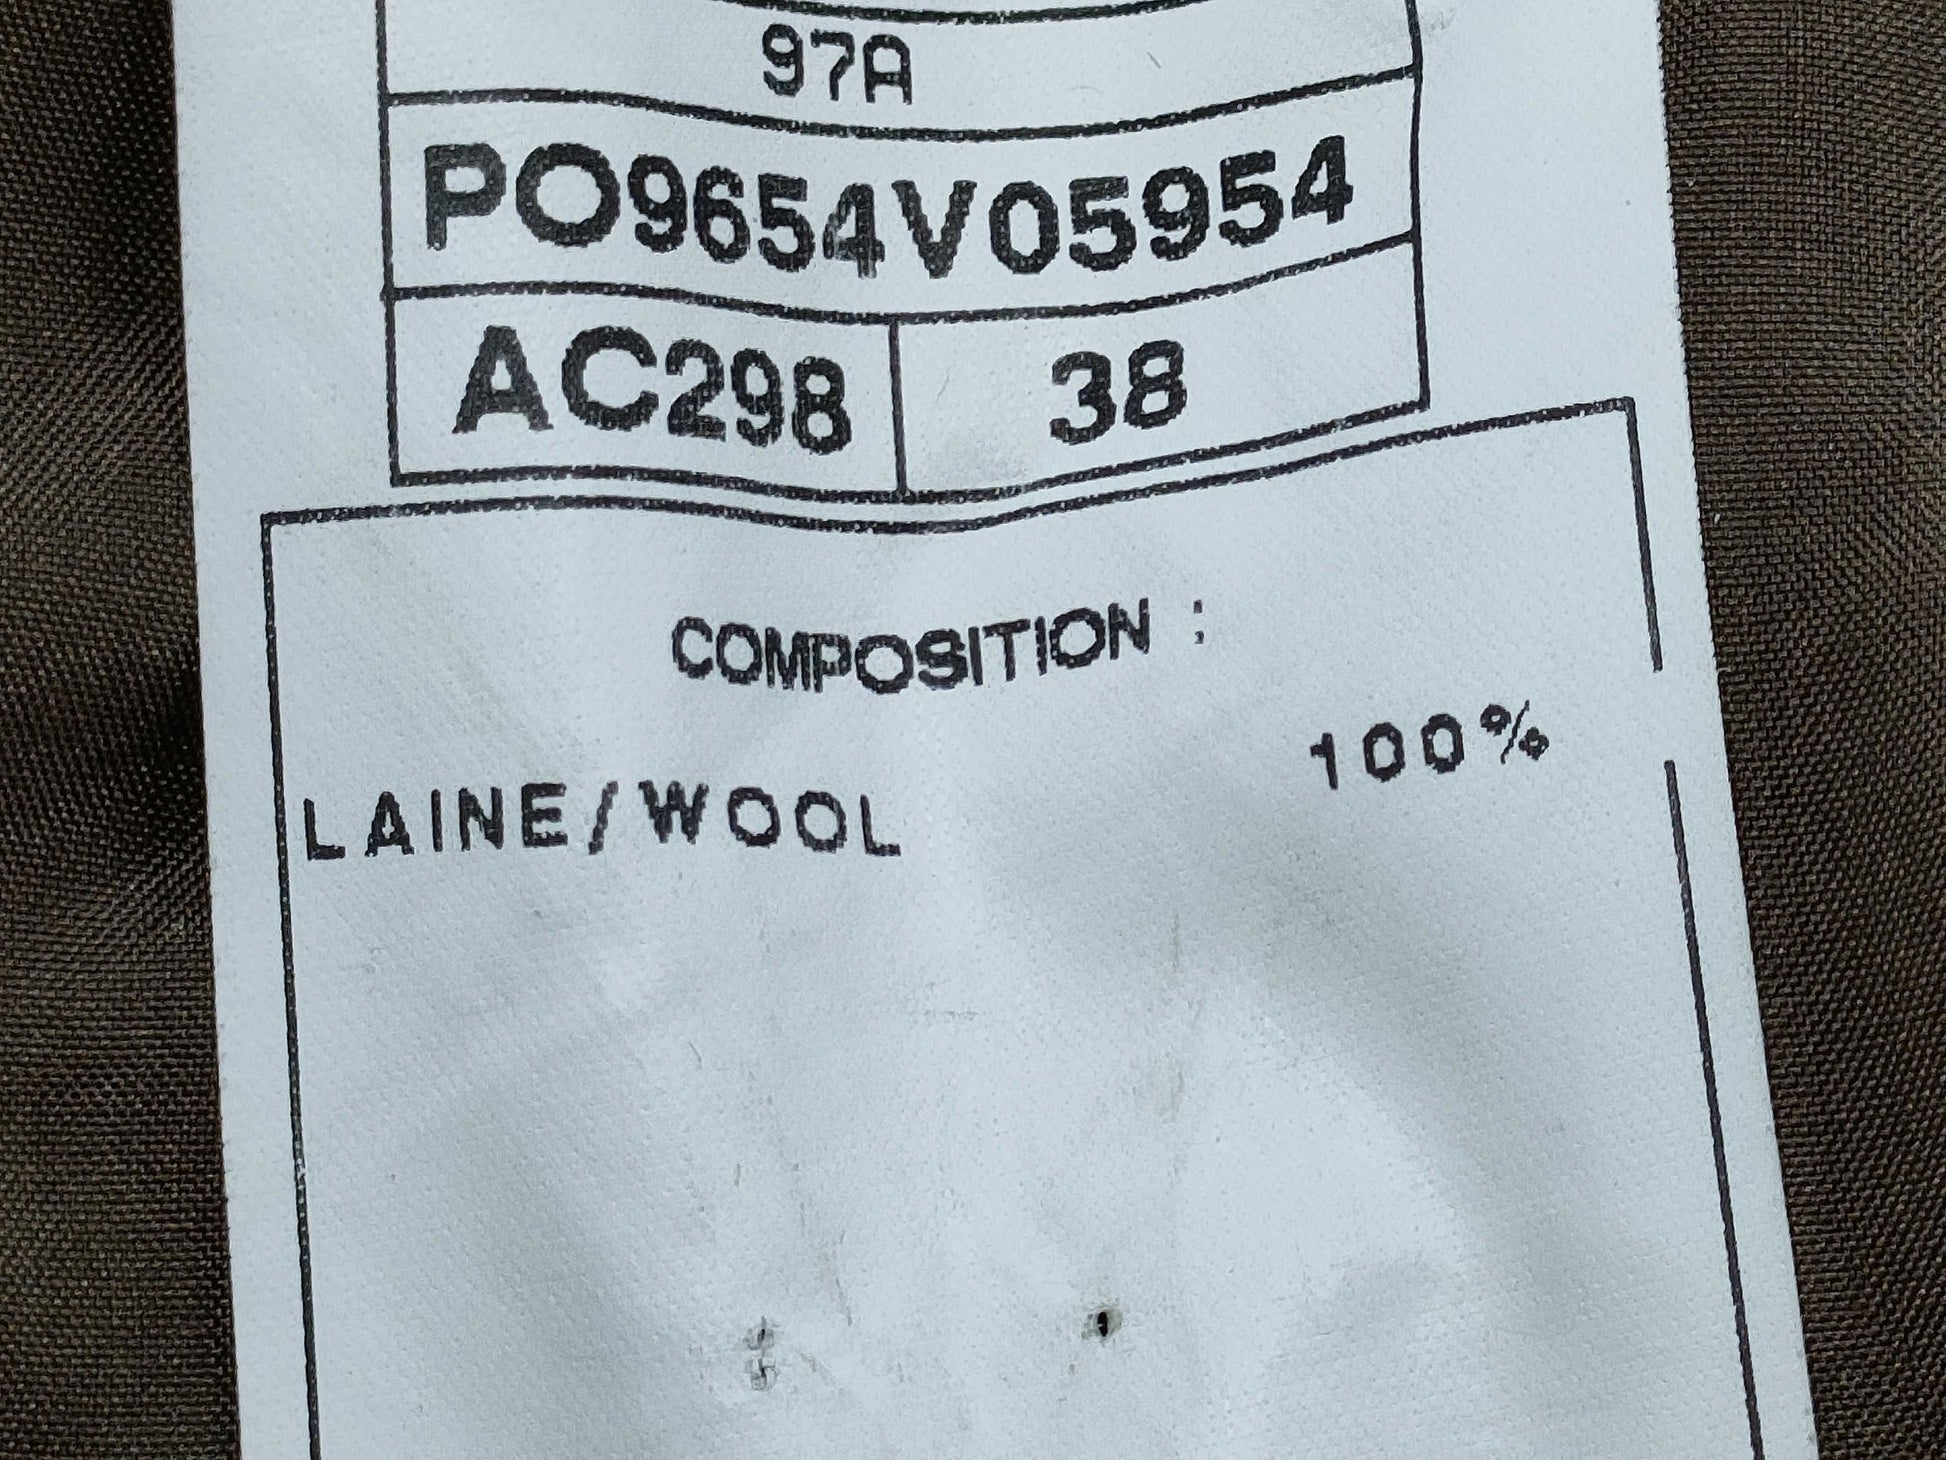 97A
PO9654V05954
AC298 38
COMPOSITION :
LAINE/WOOL 100%